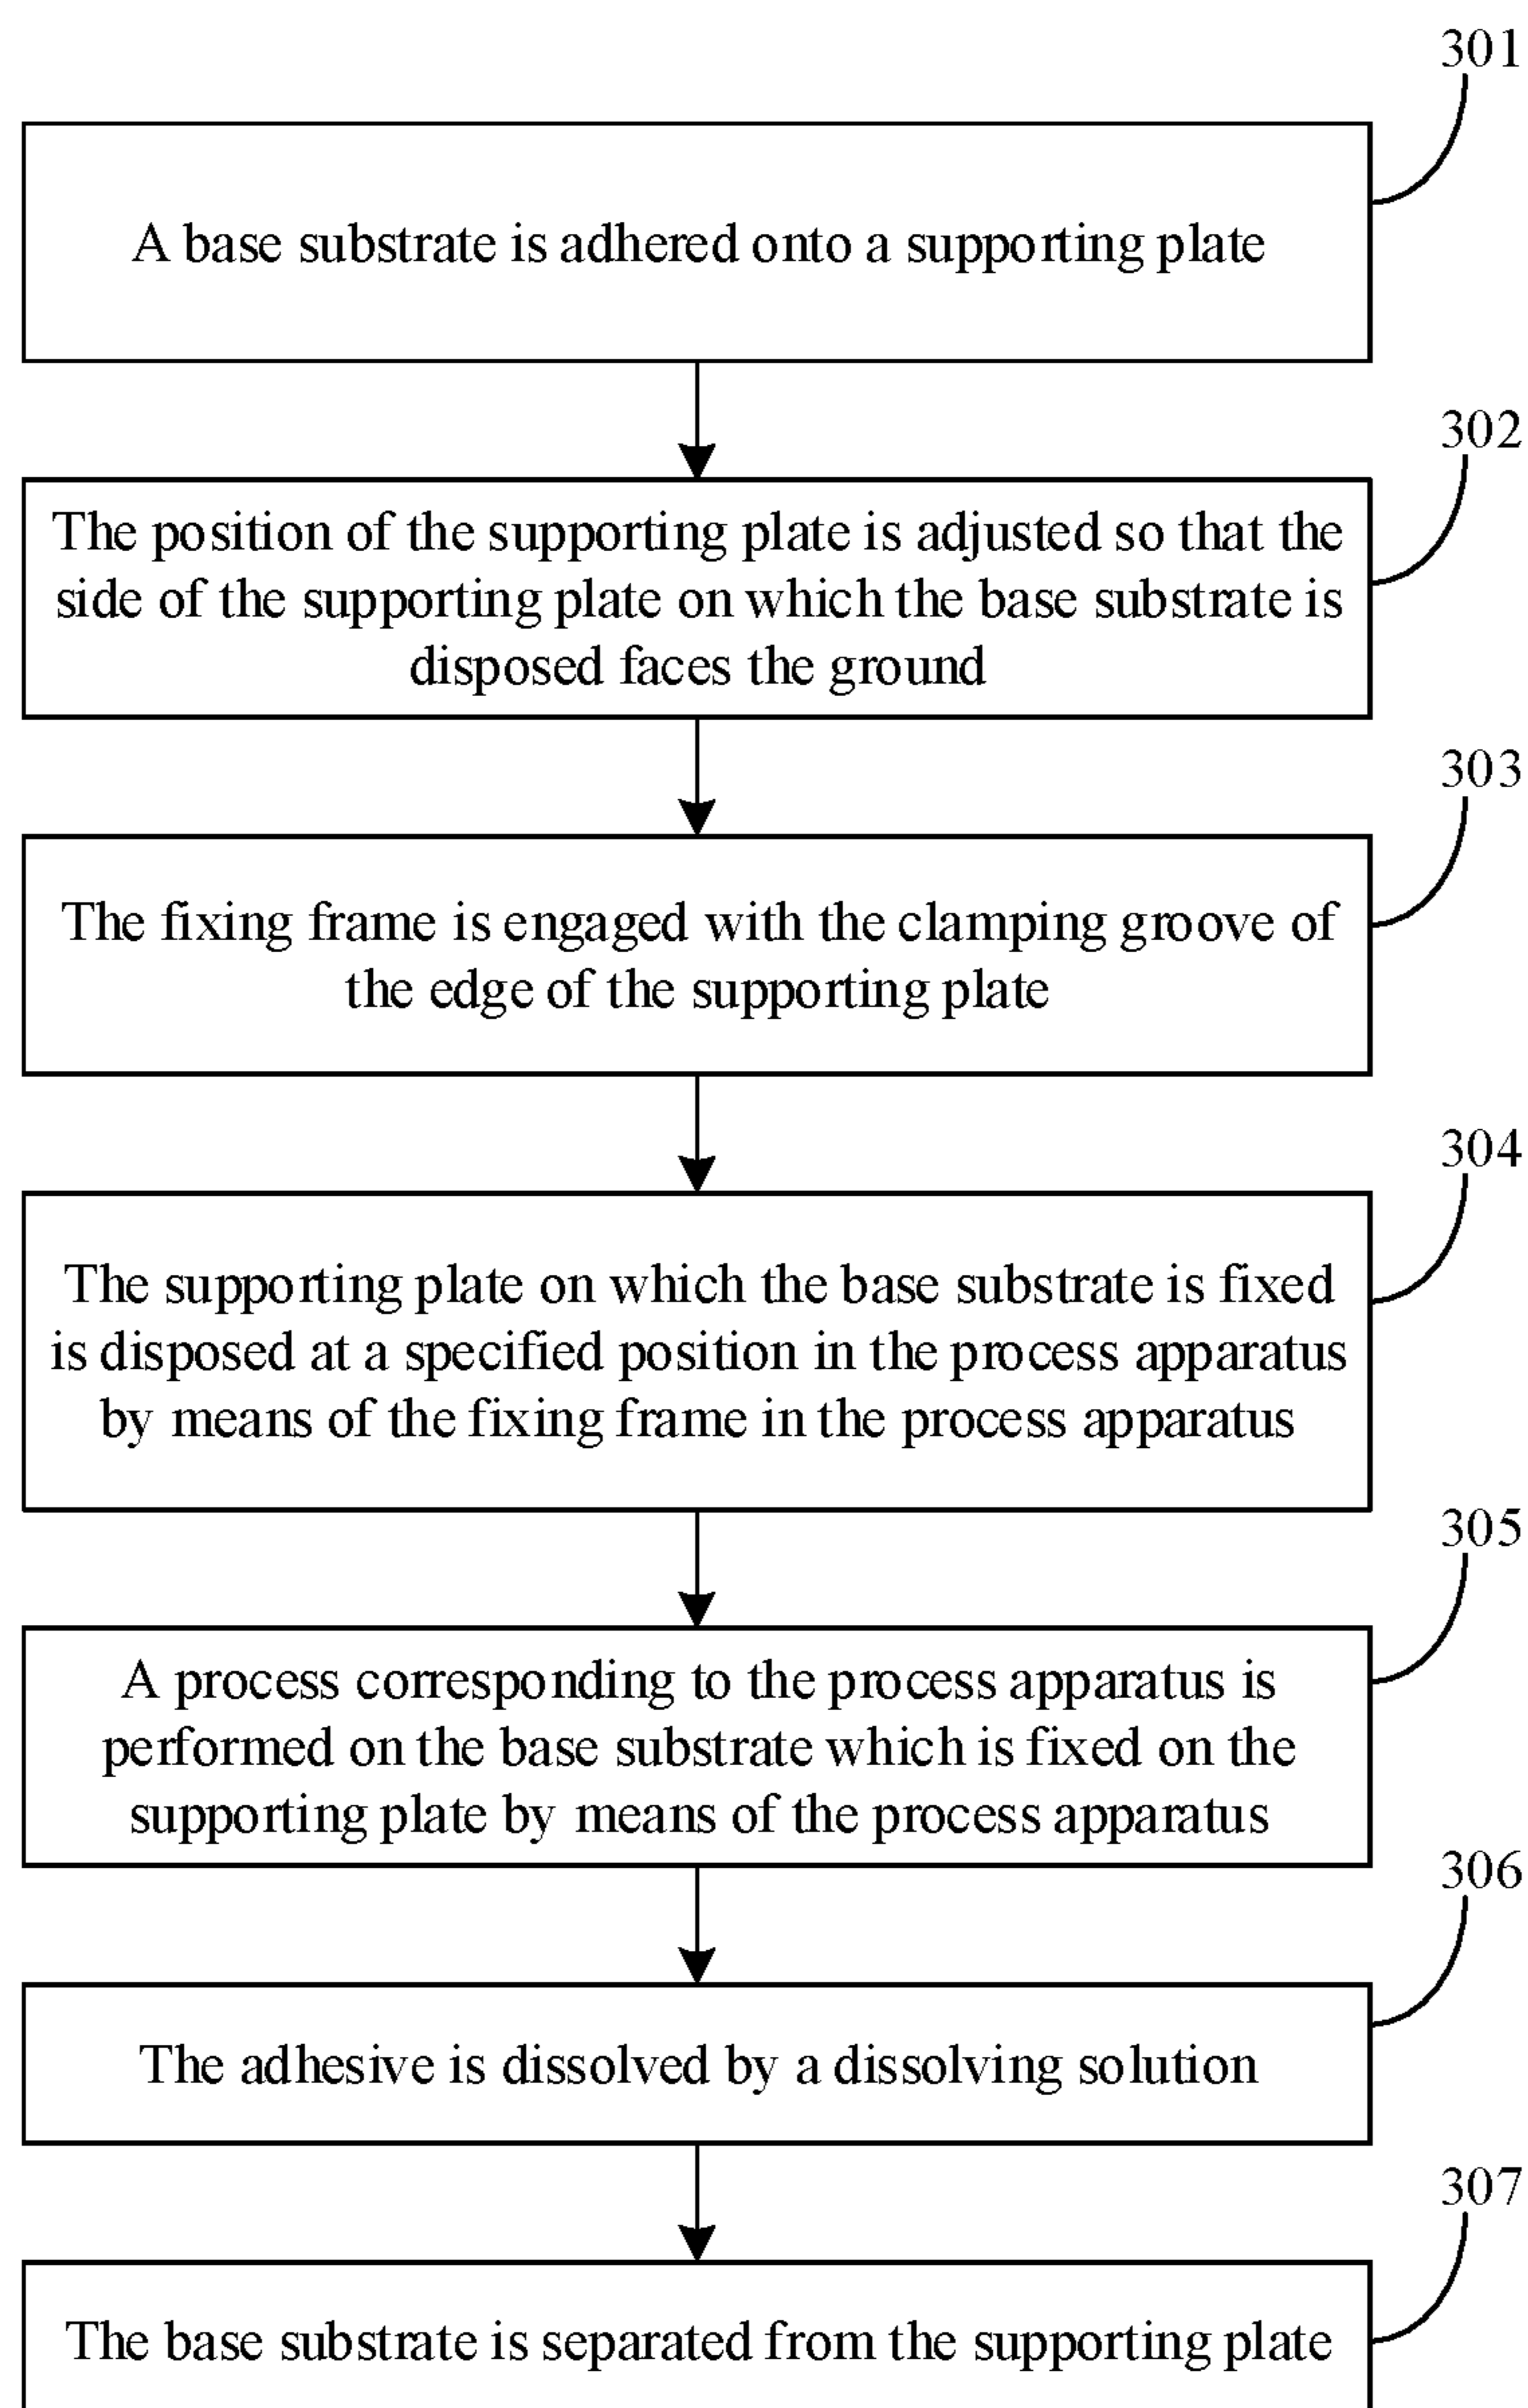 301
A base substrate is adhered onto a supporting plate
302
The position of the supporting plate is adjusted so that the
side of the supporting plate on which the base substrate is
disposed faces the ground
303
The fixing frame is engaged with the clamping groove of
the edge of the supporting plate
304
The supporting plate on which the base substrate is fixed
is disposed at a specified position in the process apparatus
by means of the fixing frame in the process apparatus
305
A process corresponding to the process apparatus is
performed on the base substrate which is fixed on the
supporting plate by means of the process apparatus
306
The adhesive is dissolved by a dissolving solution
307
The base substrate is separated from the supporting plate